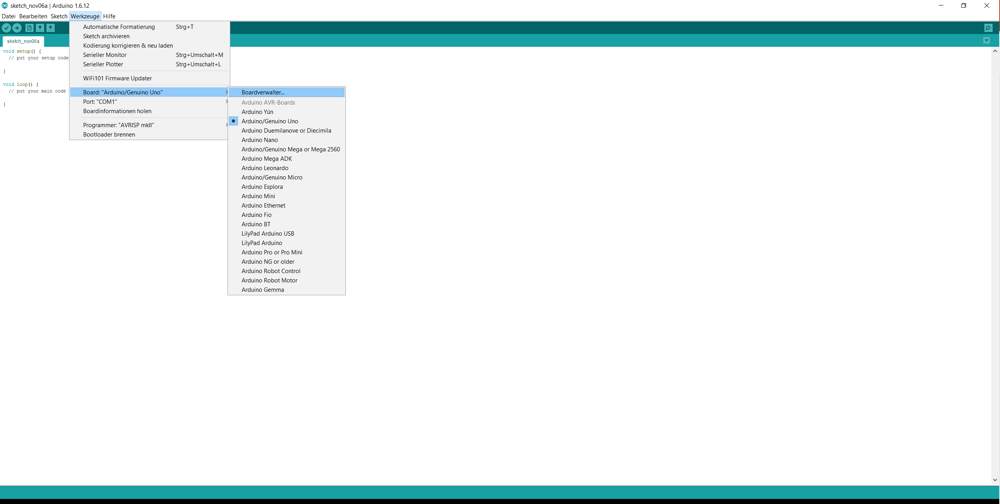 sketch_nov06a | Arduino 1.6.12
Datei Bearbeiten Sketch Werkzeuge Hilfe
sketch_nov06a
void setup() {
// put your setup code
}
void loop() {
// put your main code
}
Automatische Formatierung Strg+T
Sketch archivieren
Kodierung korrigieren & neu laden
Serieller Monitor Strg+Umschalt+M
Serieller Plotter Strg+Umschalt+L
WiFi101 Firmware Updater
Board: "Arduino/Genuino Uno"
Port: "COM1"
Boardinformationen holen
Programmer: "AVRISP mkII"
Bootloader brennen
Boardverwalter...
Arduino AVR-Boards
Arduino Yún
Arduino/Genuino Uno
Arduino Duemilanove or Diecimila
Arduino Nano
Arduino/Genuino Mega or Mega 2560
Arduino Mega ADK
Arduino Leonardo
Arduino/Genuino Micro
Arduino Esplora
Arduino Mini
Arduino Ethernet
Arduino Fio
Arduino BT
LilyPad Arduino USB
LilyPad Arduino
Arduino Pro or Pro Mini
Arduino NG or older
Arduino Robot Control
Arduino Robot Motor
Arduino Gemma